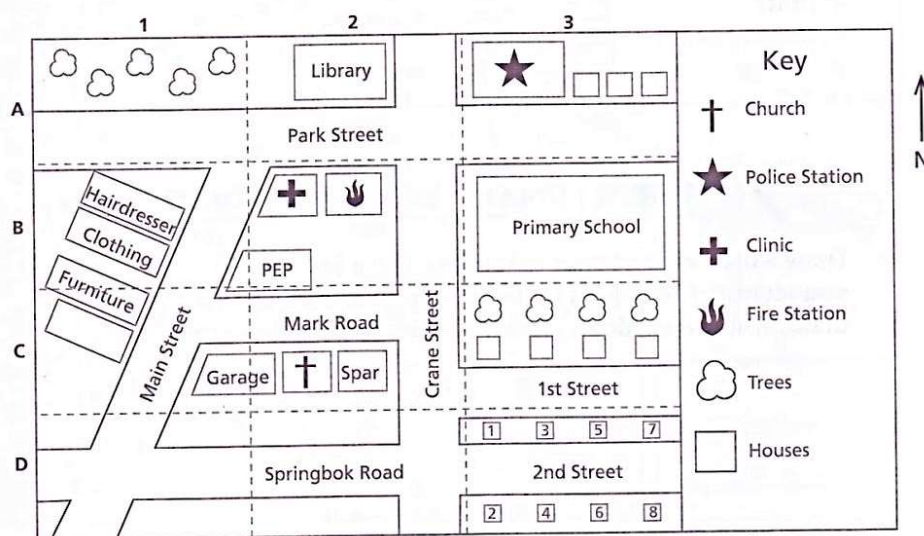 1 2 3
Key
Library
A
Church
N
Park Street
Police Station
Hairdresser
B
Primary School
Clothing
Clinic
PEP
Furniture
Fire Station
Mark Road
C
Main Street
Crane Street
Garage
Spar
1st Street
Trees
1 3 5 7
D
Springbok Road
2nd Street
Houses
2 4 6 8